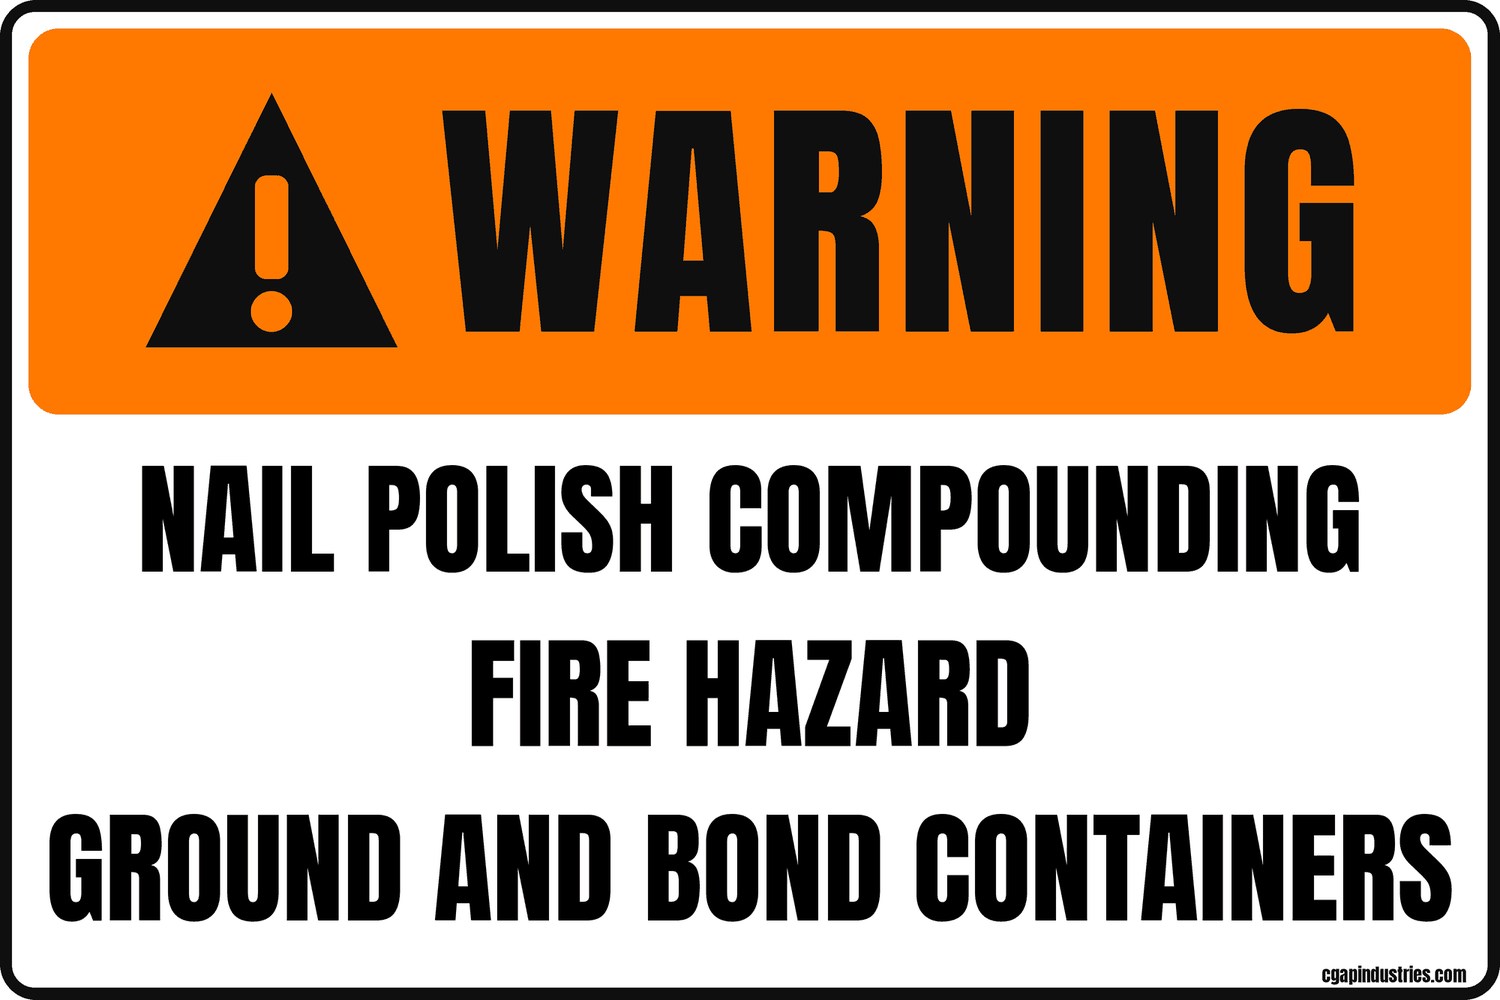 WARNING
NAIL POLISH COMPOUNDING
FIRE HAZARD
GROUND AND BOND CONTAINERS
cgapindustries.com